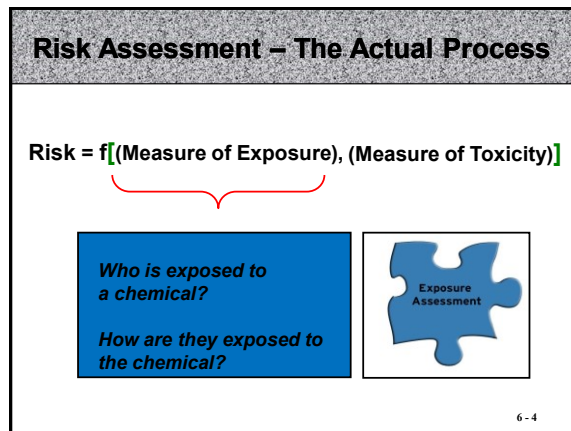 Risk Assessment – The Actual Process
Risk = f[(Measure of Exposure), (Measure of Toxicity)]
Who is exposed to
a chemical?
How are they exposed to
the chemical?
Exposure
Assessment
6 - 4